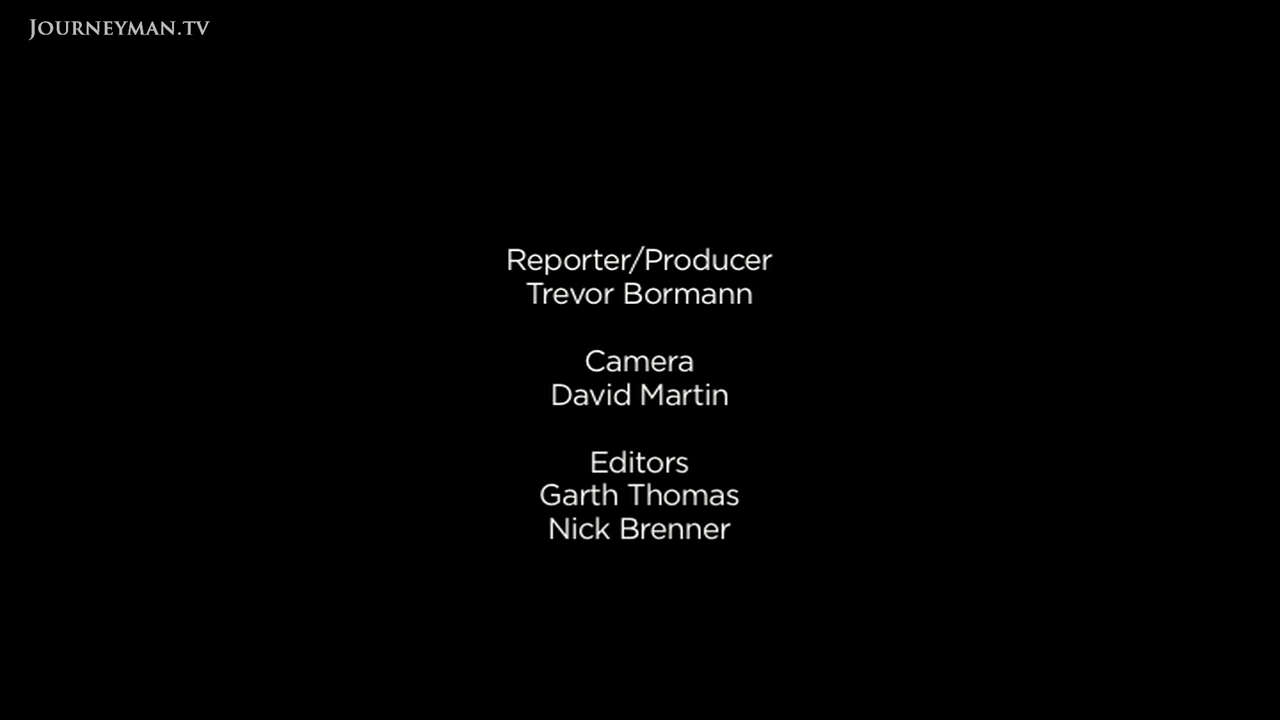 JOURNEYMAN.TV
Reporter/Producer
Trevor Bormann
Camera
David Martin
Editors
Garth Thomas
Nick Brenner